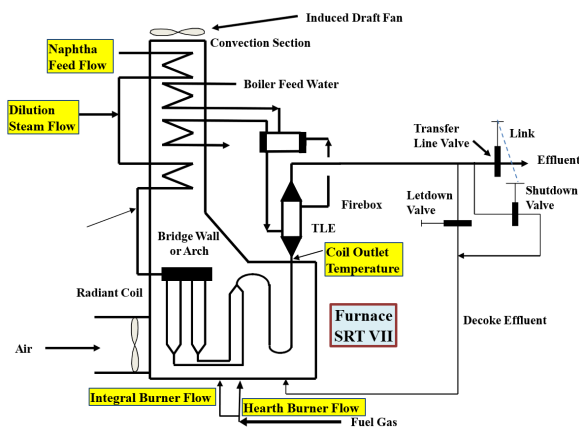 Induced Draft Fan
Convection Section
Naphtha
Feed Flow
Boiler Feed Water
Dilution
Steam Flow
Transfer
Line Valve
Link
Effluent
Shutdown
Valve
Letdown
Valve
Firebox
TLE
Bridge Wall
or Arch
Coil Outlet
Temperature
Radiant Coil
Furnace
SRT VII
Decoke Effluent
Air
Integral Burner Flow
Hearth Burner Flow
Fuel Gas